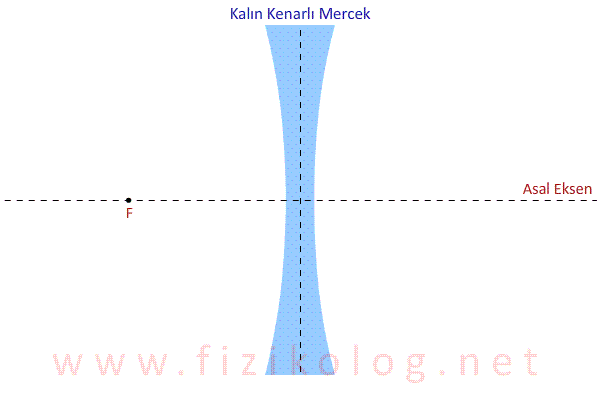 Kalın Kenarlı Mercek
Asal Eksen
F
www.fizikolog.net